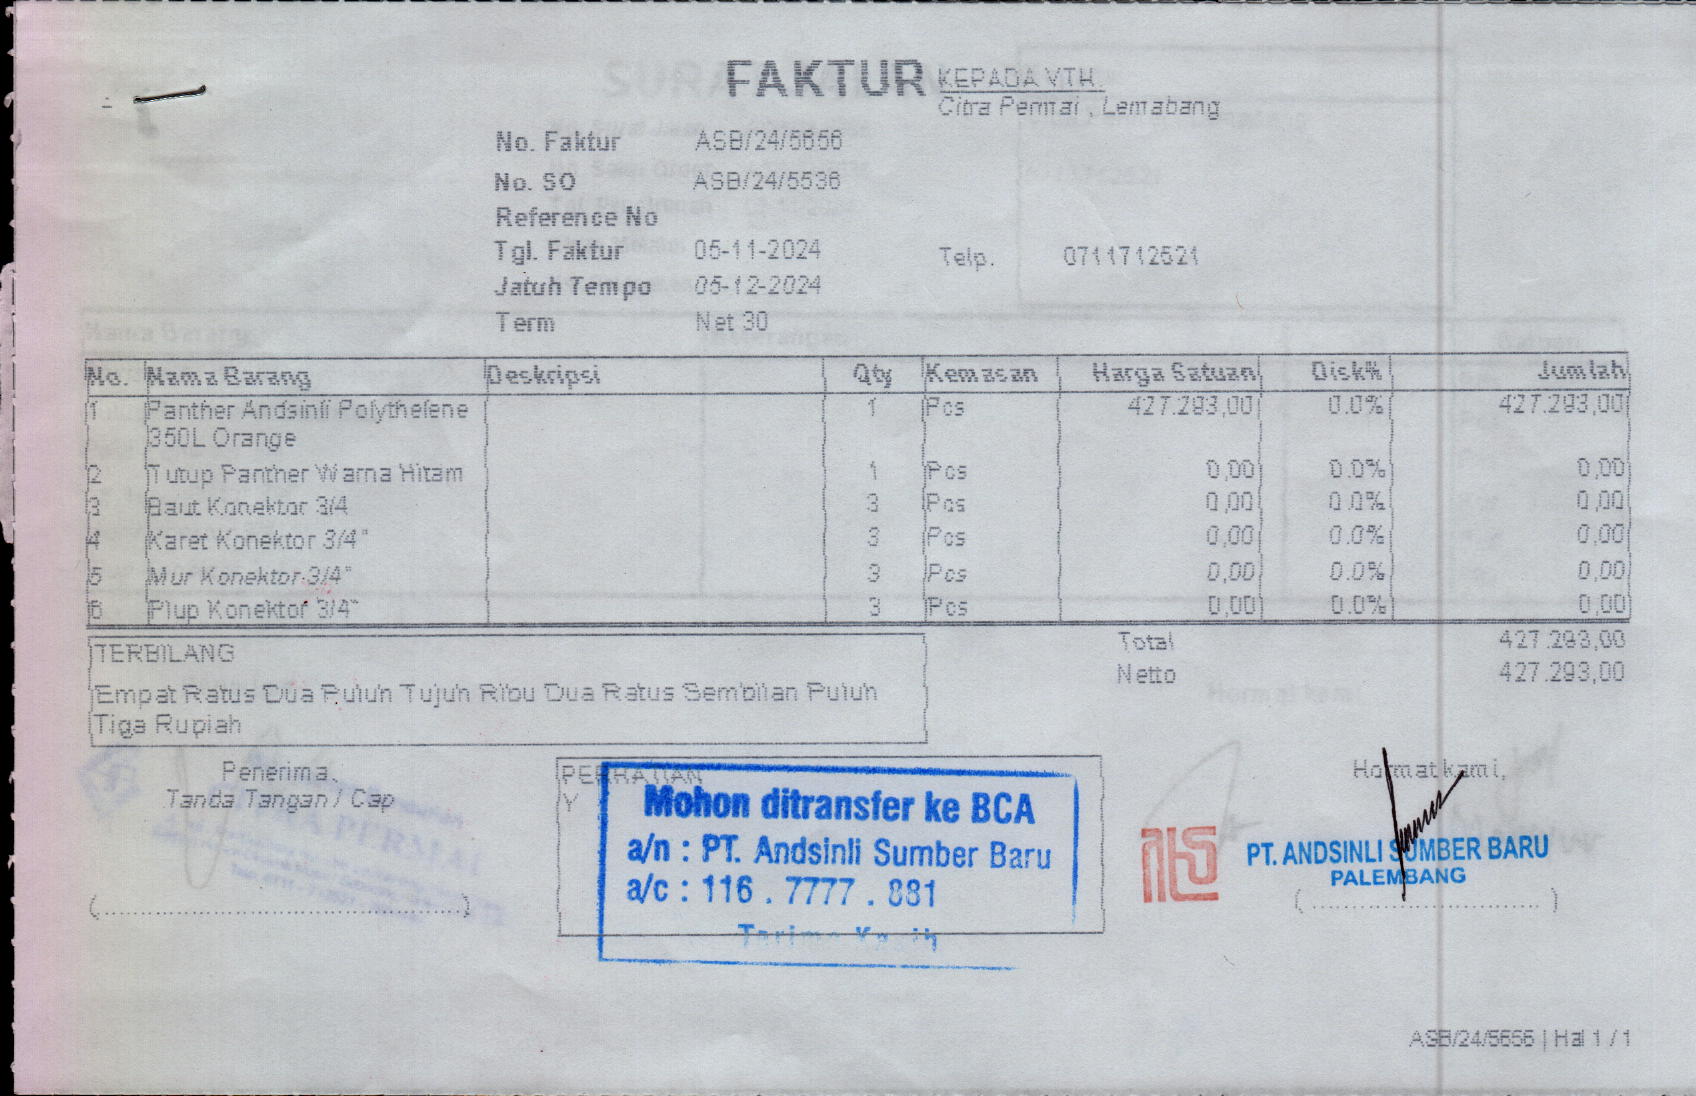 FAKTUR
KEPADA YTH.
Citra Permai , Lemabang
No. Faktur ASB/24/5656
No. SO ASB/24/5536
Reference No
Tgl. Faktur 05-11-2024
Telp. 0711712521
Jatuh Tempo 05-12-2024
Term Net 30
No. Nama Barang Deskripsi Qty Kemasan Harga Satuan Disk% Jumlah
1 Panther Andsinli Polythelene 1 Pcs 427.293,00 0.0% 427.293,00
350L Orange
2 Tutup Panther Warna Hitam 1 Pcs 0,00 0.0% 0,00
3 Baut Konektor 3/4 3 Pcs 0,00 0.0% 0,00
4 Karet Konektor 3/4" 3 Pcs 0,00 0.0% 0,00
5 Mur Konektor 3/4" 3 Pcs 0,00 0.0% 0,00
6 Plup Konektor 3/4" 3 Pcs 0,00 0.0% 0,00
Total 427.293,00
Netto 427.293,00
TERBILANG
Empat Ratus Dua Puluh Tujuh Ribu Dua Ratus Sembilan Puluh
Tiga Rupiah
Penerima,
Tanda Tangan / Cap
(........................................)
PERHATIAN
Y
Mohon ditransfer ke BCA
a/n : PT. Andsinli Sumber Baru
a/c : 116 . 7777 . 881
Terima Kasih
Hormat kami,
PT. ANDSINLI SUMBER BARU
PALEMBANG
(..............................)
ASB/24/5656 | Hal 1 / 1